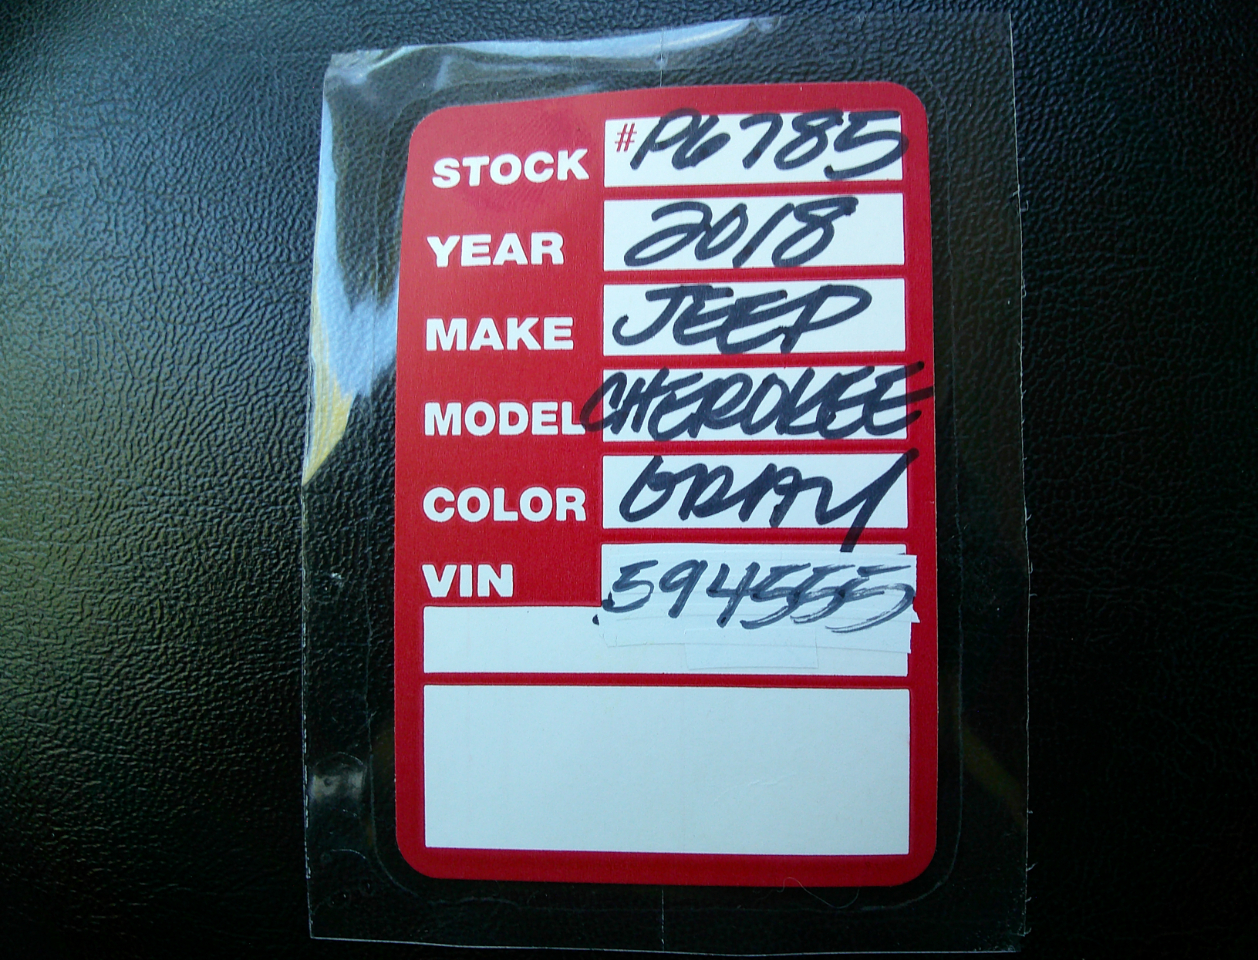 STOCK #P6785
YEAR 2018
MAKE JEEP
MODEL CHEROKEE
COLOR GRAY
VIN 594555